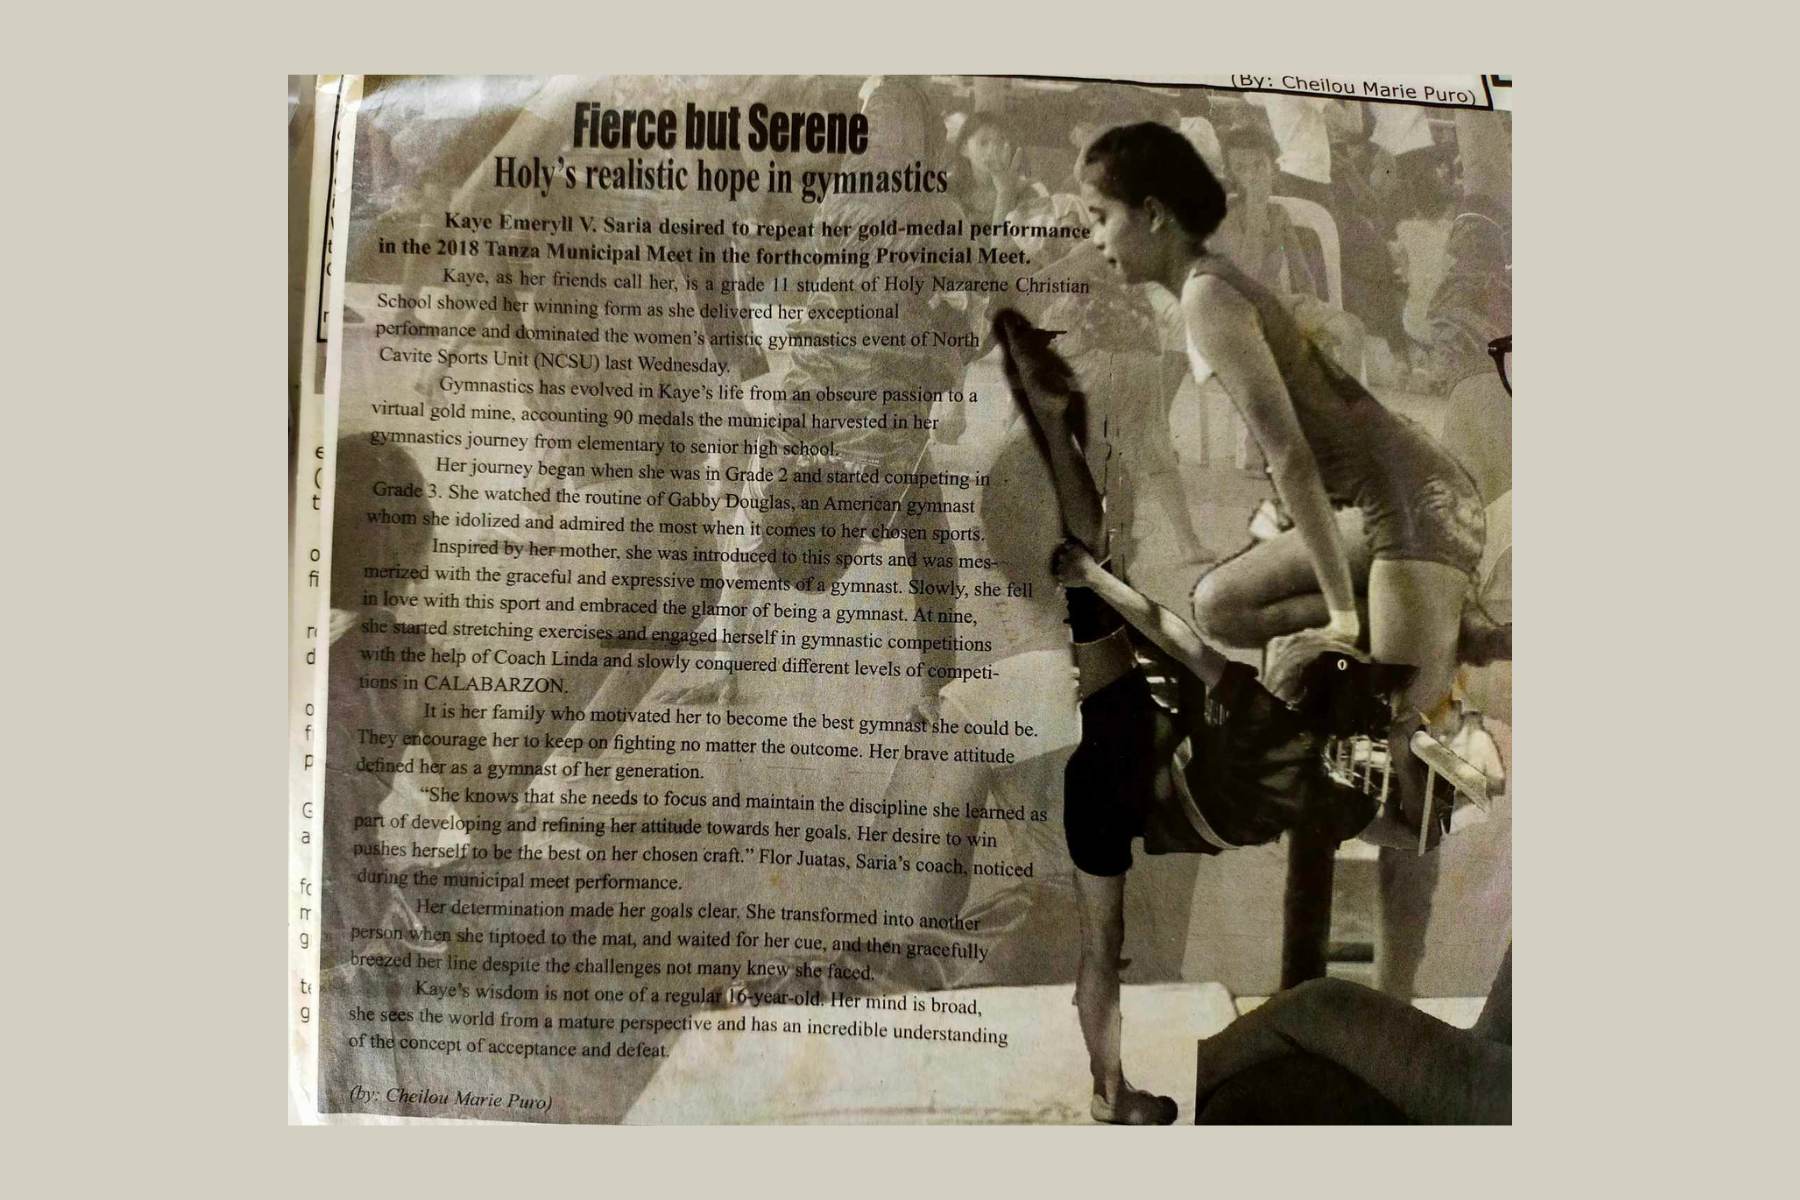 (By: Cheilou Marie Puro)
Fierce but Serene
Holy's realistic hope in gymnastics
Kaye Emeryll V. Saria desired to repeat her gold-medal performance
in the 2018 Tanza Municipal Meet in the forthcoming Provincial Meet.
Kaye, as her friends call her, is a grade 11 student of Holy Nazarene Christian
School showed her winning form as she delivered her exceptional
performance and dominated the women's artistic gymnastics event of North
Cavite Sports Unit (NCSU) last Wednesday.
Gymnastics has evolved in Kaye's life from an obscure passion to a
virtual gold mine, accounting 90 medals the municipal harvested in her
gymnastics journey from elementary to senior high school.
Her journey began when she was in Grade 2 and started competing in
Grade 3. She watched the routine of Gabby Douglas, an American gymnast
whom she idolized and admired the most when it comes to her chosen sports.
Inspired by her mother, she was introduced to this sports and was mes-
merized with the graceful and expressive movements of a gymnast. Slowly, she fell
in love with this sport and embraced the glamor of being a gymnast. At nine,
she started stretching exercises and engaged herself in gymnastic competitions
with the help of Coach Linda and slowly conquered different levels of competi-
tions in CALABARZON.
It is her family who motivated her to become the best gymnast she could be.
They encourage her to keep on fighting no matter the outcome. Her brave attitude
defined her as a gymnast of her generation.
“She knows that she needs to focus and maintain the discipline she learned as
part of developing and refining her attitude towards her goals. Her desire to win
pushes herself to be the best on her chosen craft.” Flor Juatas, Saria's coach, noticed
during the municipal meet performance.
Her determination made her goals clear. She transformed into another
person when she tiptoed to the mat, and waited for her cue, and then gracefully
breezed her line despite the challenges not many knew she faced.
Kaye's wisdom is not one of a regular 16-year-old. Her mind is broad,
she sees the world from a mature perspective and has an incredible understanding
of the concept of acceptance and defeat.
(by: Cheilou Marie Puro)